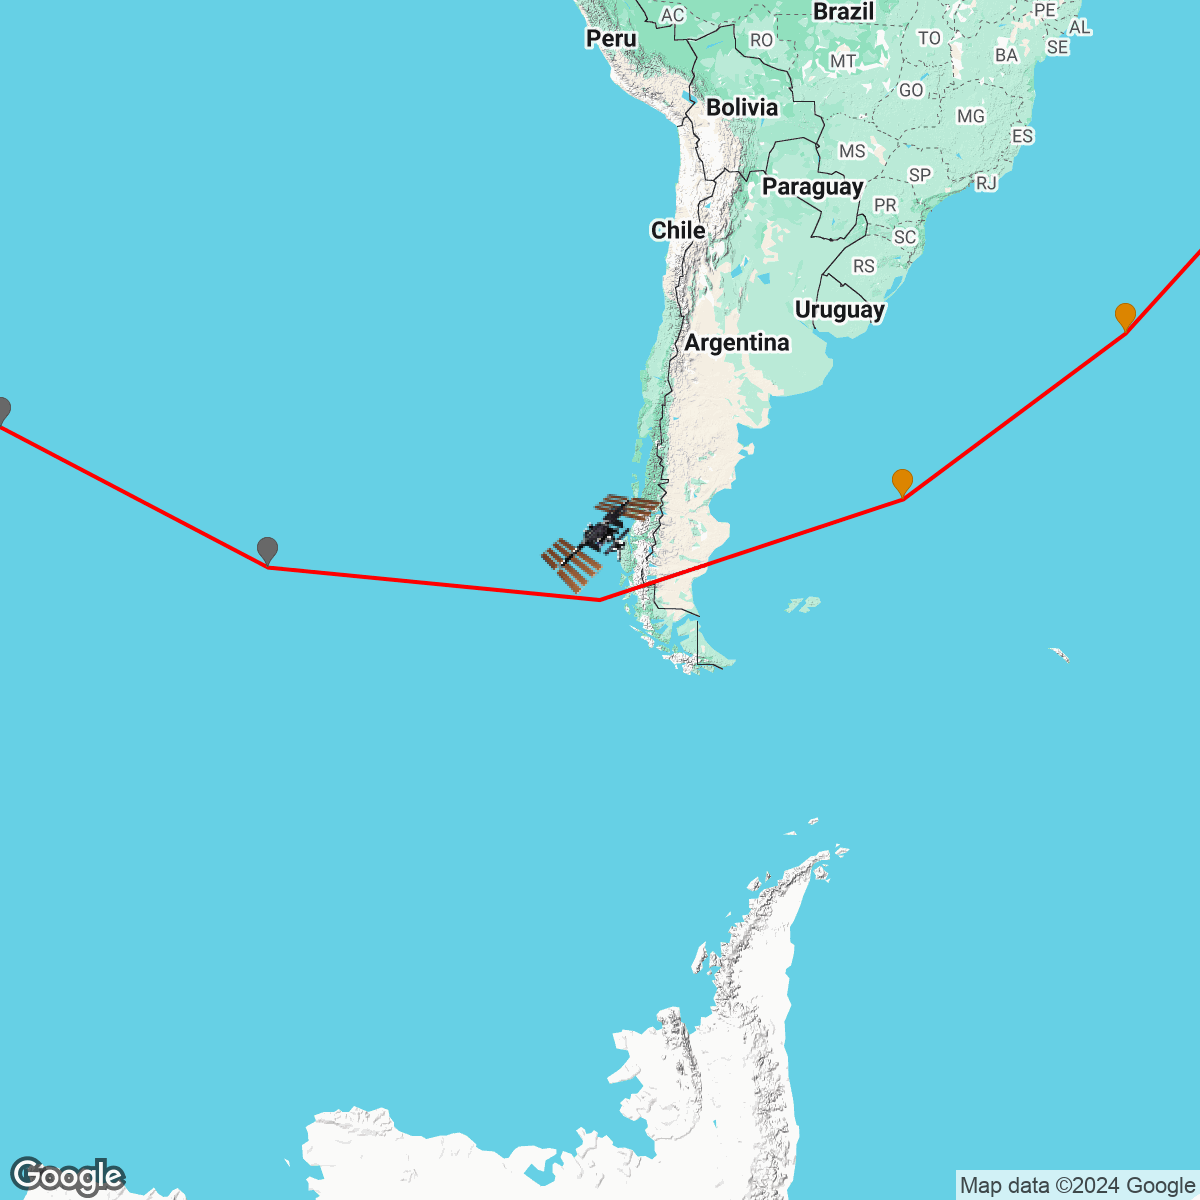 AC
Brazil
PE
AL
Peru
RO
TO
SE
BA
MT
GO
Bolivia
MG
ES
MS
SP
RJ
Paraguay
PR
Chile
SC
RS
Uruguay
Argentina
Google
Map data ©2024 Google